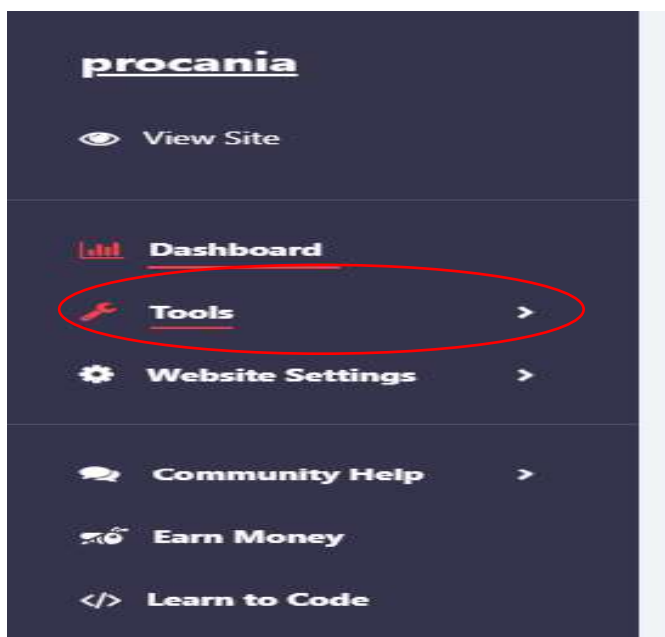 procania
View Site
Dashboard
Tools
Website Settings
Community Help
Earn Money
Learn to Code